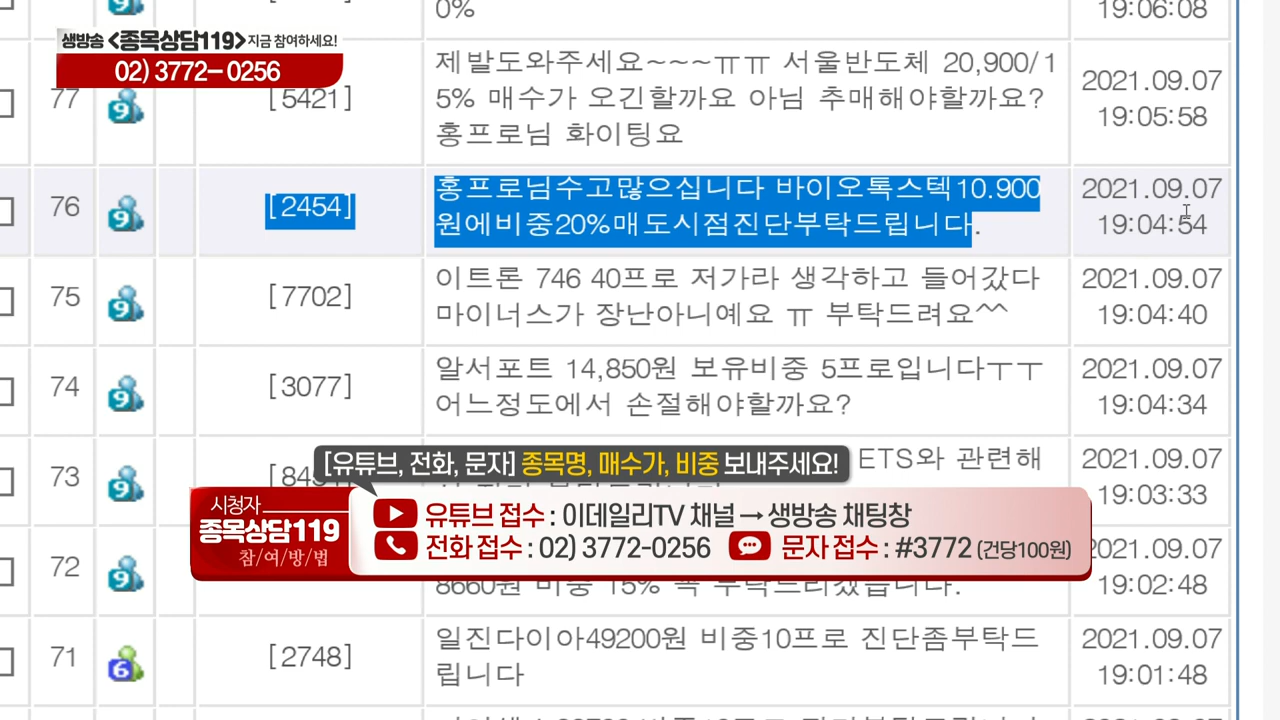 0%
19:06:08
생방송 <종목상담119> 지금 참여하세요!
02) 3772-0256
77
[5421]
제발도와주세요~~~ㅠㅠ 서울반도체 20,900/1
5% 매수가 오긴할까요 아님 추매해야할까요?
홍프로님 화이팅요
2021.09.07
19:05:58
76
[2454]
홍프로님수고많으십니다 바이오톡스텍10.900
원에비중20%매도시점진단부탁드립니다.
2021.09.07
19:04:54
75
[7702]
이트론 746 40프로 저가라 생각하고 들어갔다
마이너스가 장난아니예요 ㅠ 부탁드려요^^
2021.09.07
19:04:40
74
[3077]
알서포트 14,850원 보유비중 5프로입니다ㅜㅜ
어느정도에서 손절해야할까요?
2021.09.07
19:04:34
73
ETS와 관련해
2021.09.07
19:03:33
[유튜브, 전화, 문자] 종목명, 매수가, 비중 보내주세요!
시청자
종목상담119
참/여/방/법
유튜브 접수 : 이데일리TV 채널 → 생방송 채팅창
전화 접수 : 02) 3772-0256
문자 접수 : #3772 (건당100원)
72
8660원 비중 15% 꼭 부탁드리겠습니다.
2021.09.07
19:02:48
71
[2748]
일진다이아49200원 비중10프로 진단좀부탁드
립니다
2021.09.07
19:01:48